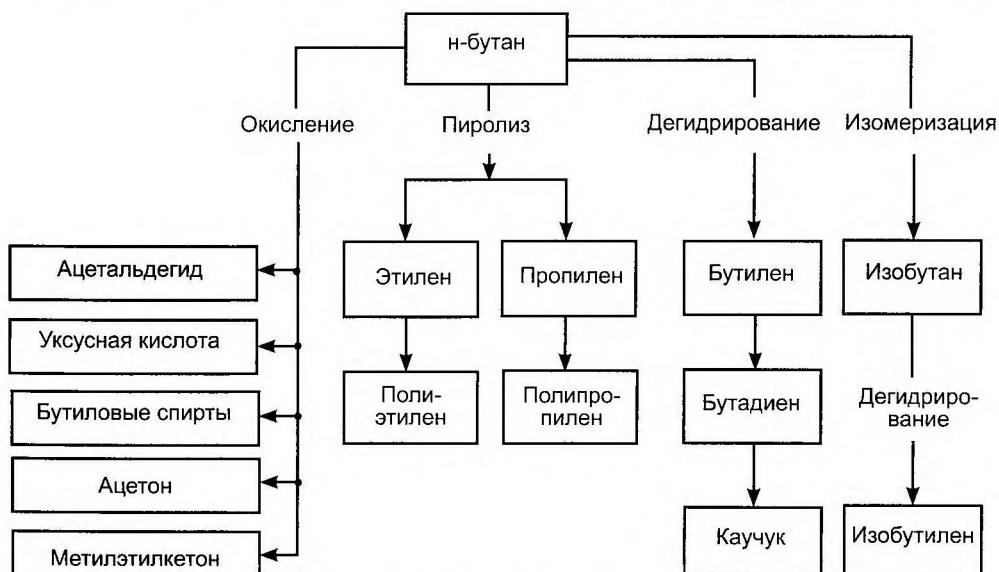 н-бутан
Окисление
Пиролиз
Дегидрирование
Изомеризация
Ацетальдегид
Уксусная кислота
Бутиловые спирты
Ацетон
Метилэтилкетон
Этилен
Пропилен
Поли-
этилен
Полипро-
пилен
Бутилен
Бутадиен
Каучук
Изобутан
Дегидриро-
вание
Изобутилен